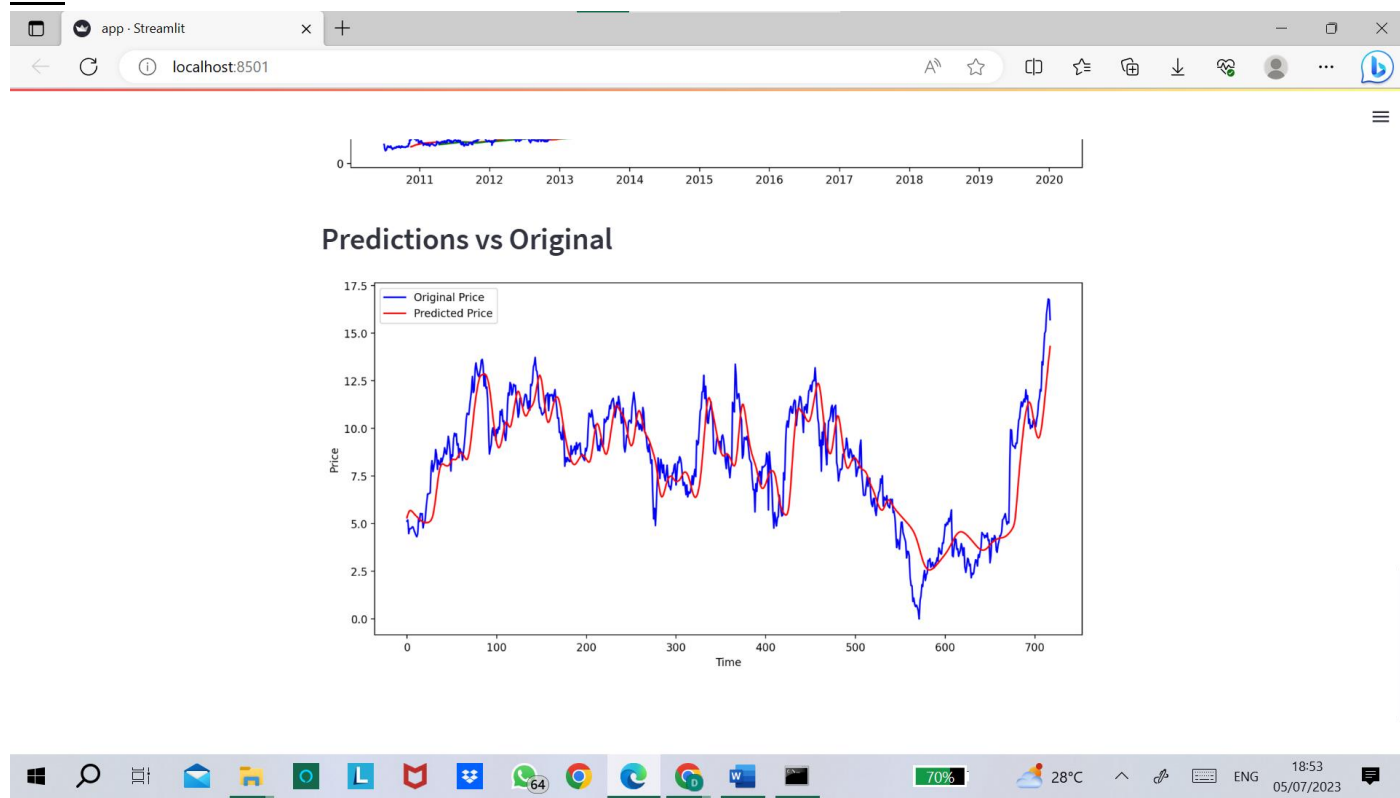 app · Streamlit
localhost:8501
0
2011 2012 2013 2014 2015 2016 2017 2018 2019 2020
Predictions vs Original
17.5
Original Price
Predicted Price
15.0
12.5
10.0
Price
7.5
5.0
2.5
0.0
0 100 200 300 400 500 600 700
Time
64
70%
28°C
ENG
18:53
05/07/2023